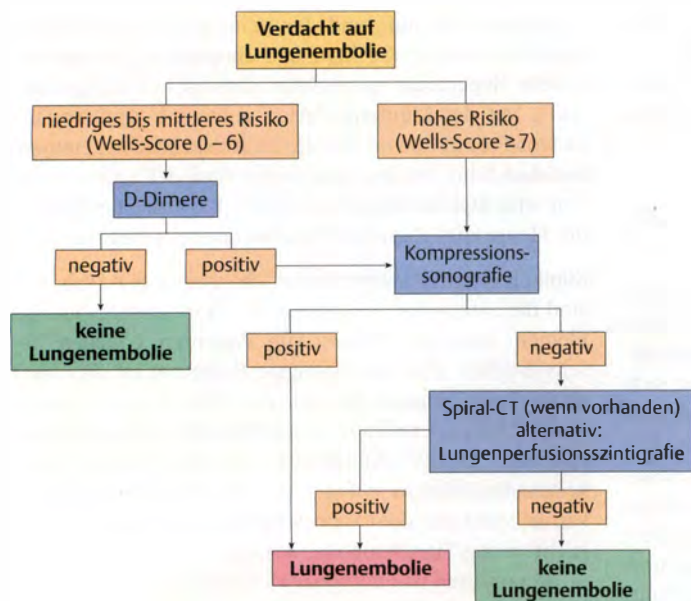 Verdacht auf
Lungenembolie
niedriges bis mittleres Risiko
(Wells-Score 0 – 6)
hohes Risiko
(Wells-Score ≥ 7)
D-Dimere
negativ
positiv
Kompressions-
sonografie
keine
Lungenembolie
positiv
negativ
Spiral-CT (wenn vorhanden)
alternativ:
Lungenperfusionsszintigrafie
positiv
negativ
Lungenembolie
keine
Lungenembolie